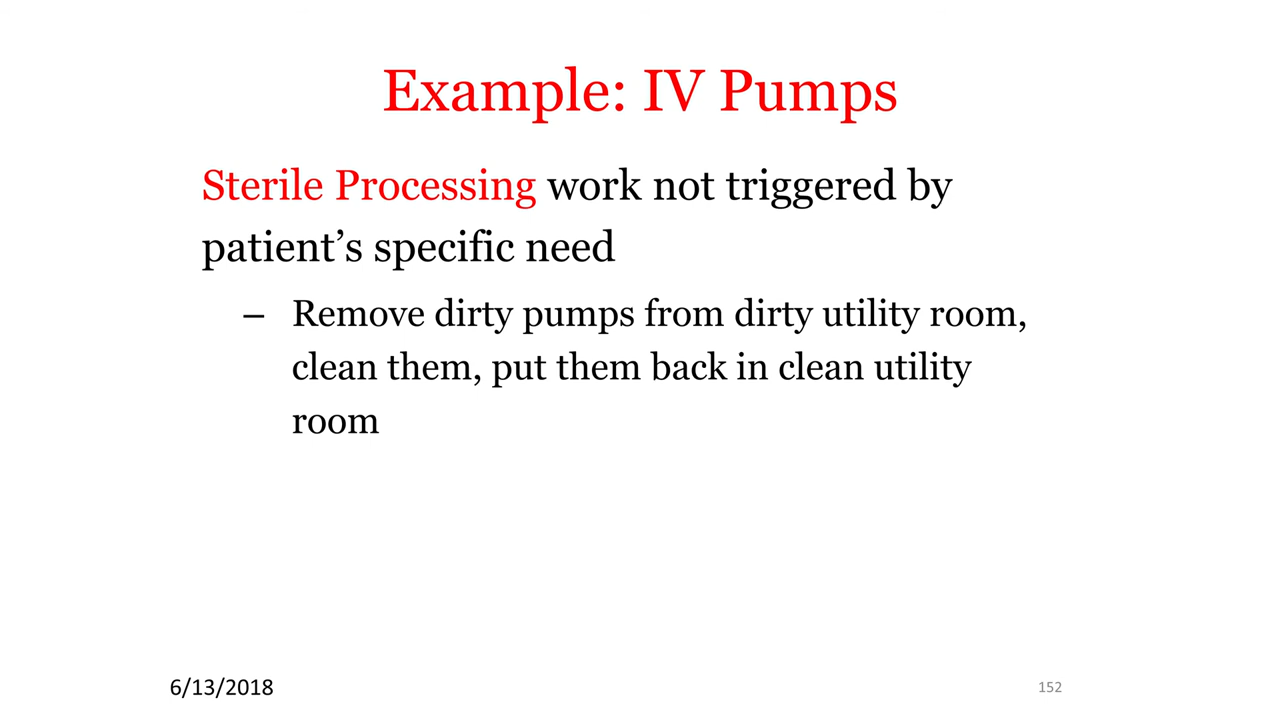 Example: IV Pumps
Sterile Processing work not triggered by
patient’s specific need
– Remove dirty pumps from dirty utility room,
clean them, put them back in clean utility
room
6/13/2018
152